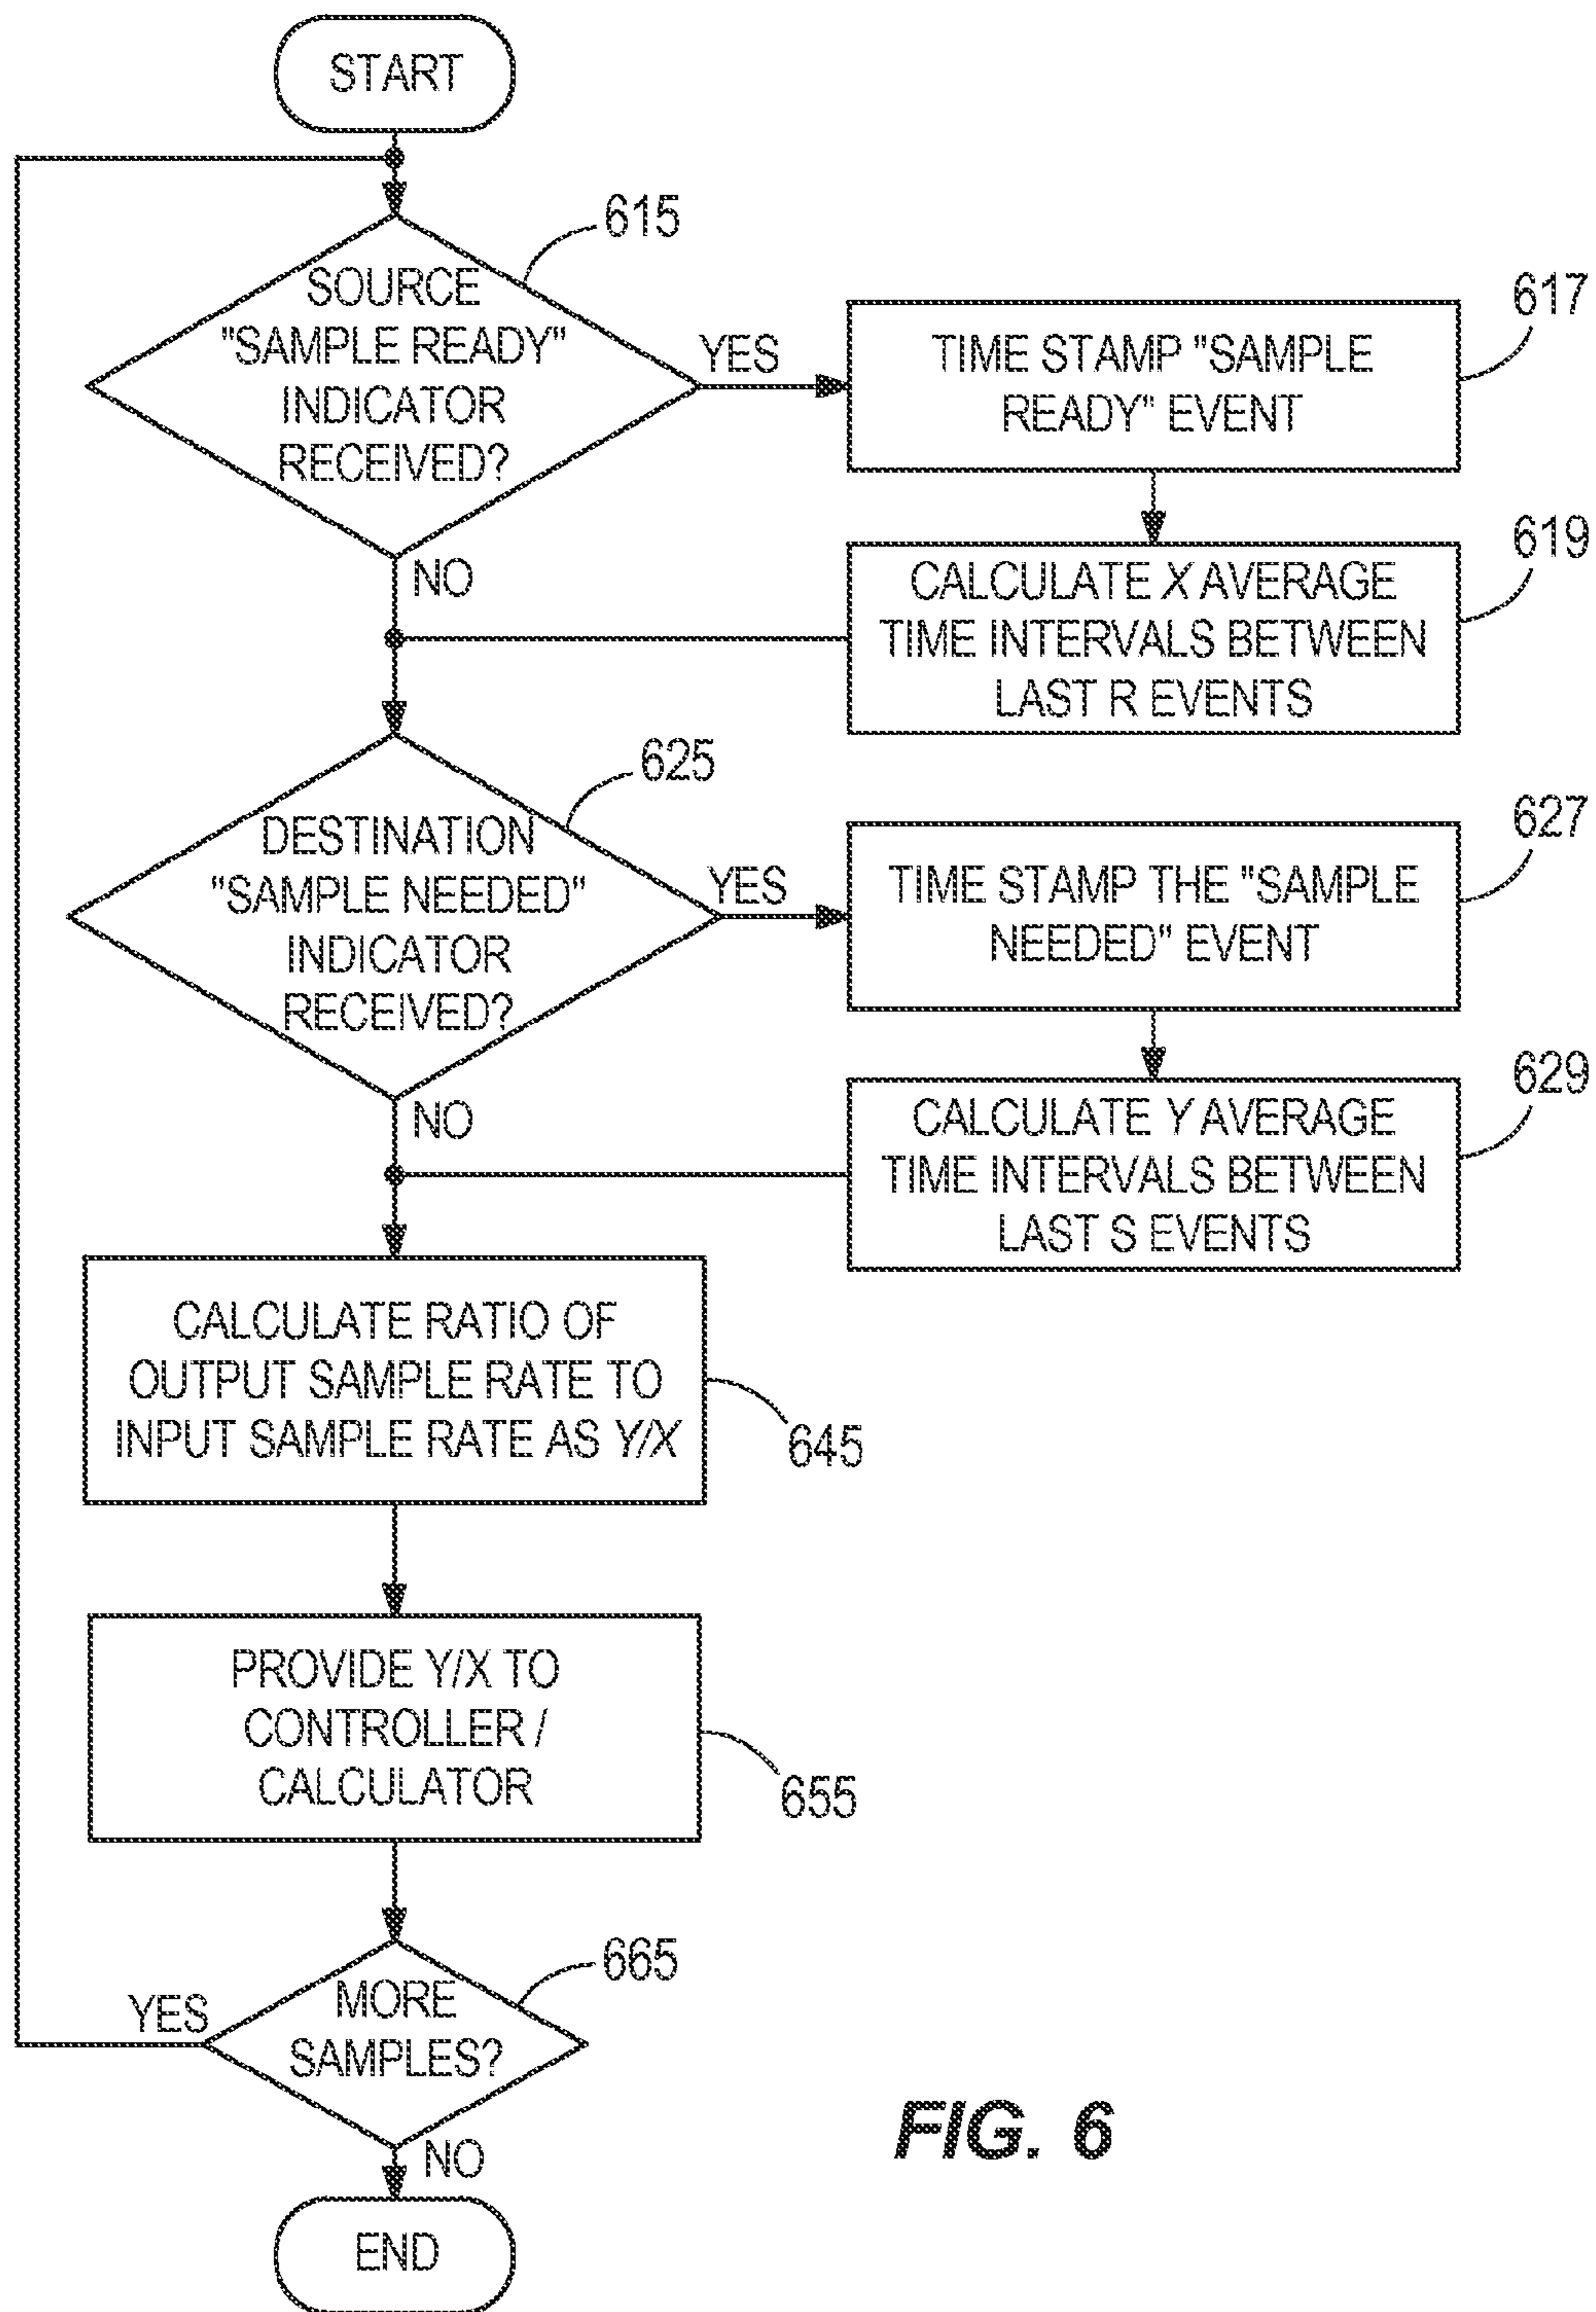 START
615
SOURCE
"SAMPLE READY"
INDICATOR
RECEIVED?
YES
NO
617
TIME STAMP "SAMPLE
READY" EVENT
619
CALCULATE X AVERAGE
TIME INTERVALS BETWEEN
LAST R EVENTS
625
DESTINATION
"SAMPLE NEEDED"
INDICATOR
RECEIVED?
YES
NO
627
TIME STAMP THE "SAMPLE
NEEDED" EVENT
629
CALCULATE Y AVERAGE
TIME INTERVALS BETWEEN
LAST S EVENTS
CALCULATE RATIO OF
OUTPUT SAMPLE RATE TO
INPUT SAMPLE RATE AS Y/X
645
PROVIDE Y/X TO
CONTROLLER /
CALCULATOR
655
665
MORE
SAMPLES?
YES
NO
END
FIG. 6